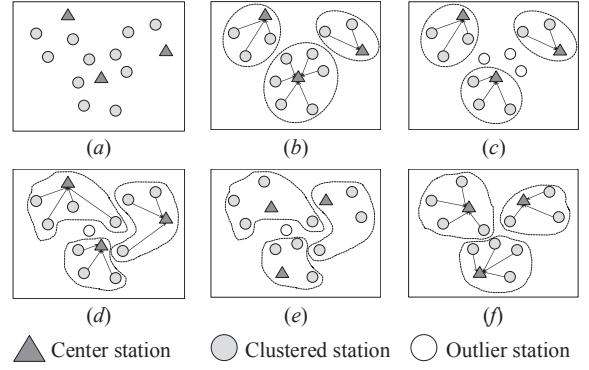 (a) (b) (c)
(d) (e) (f)
Center station Clustered station Outlier station